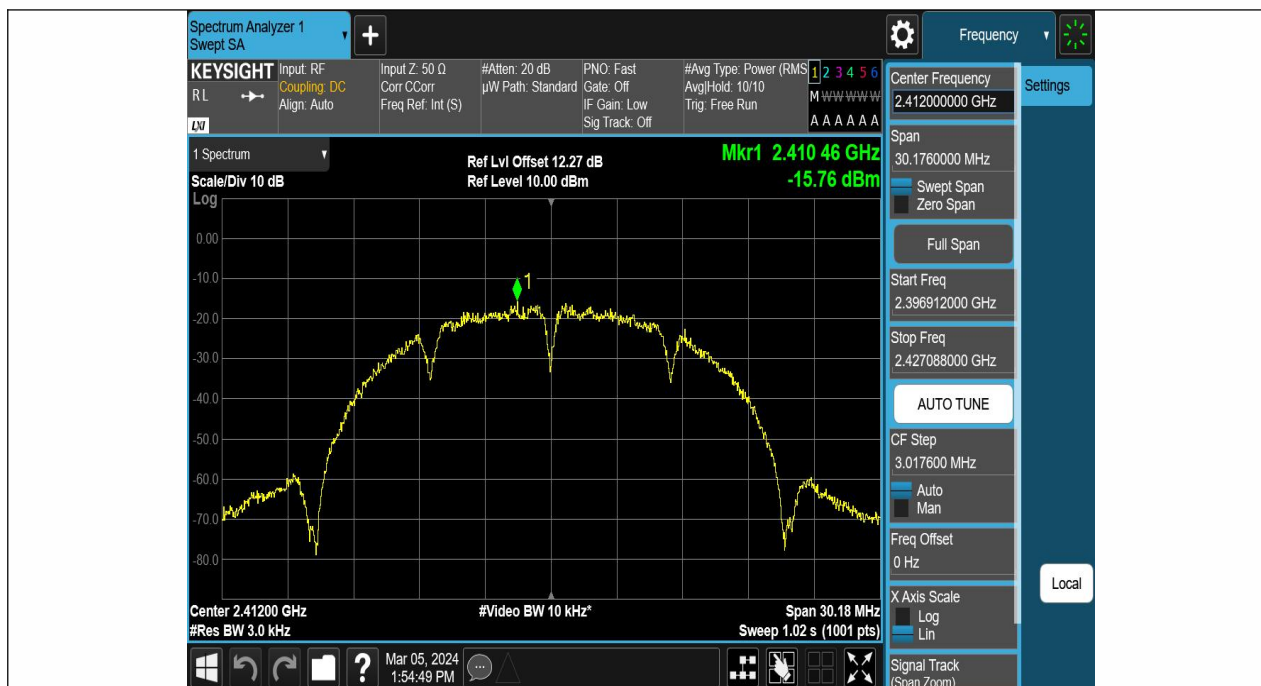 Spectrum Analyzer 1
Swept SA
+
Frequency
KEYSIGHT
RL
LXI
Input: RF
Coupling: DC
Align: Auto
Input Z: 50 Ω
Corr CCorr
Freq Ref: Int (S)
#Atten: 20 dB
µW Path: Standard
PNO: Fast
Gate: Off
IF Gain: Low
Sig Track: Off
#Avg Type: Power (RMS
Avg|Hold: 10/10
Trig: Free Run
1 2 3 4 5 6
M W W W W W
A A A A A A
1 Spectrum
Scale/Div 10 dB
Log
Ref Lvl Offset 12.27 dB
Ref Level 10.00 dBm
Mkr1 2.410 46 GHz
-15.76 dBm
0.00
-10.0
-20.0
-30.0
-40.0
-50.0
-60.0
-70.0
-80.0
1
Center 2.41200 GHz
#Res BW 3.0 kHz
#Video BW 10 kHz*
Span 30.18 MHz
Sweep 1.02 s (1001 pts)
Center Frequency
2.412000000 GHz
Settings
Span
30.1760000 MHz
Swept Span
Zero Span
Full Span
Start Freq
2.396912000 GHz
Stop Freq
2.427088000 GHz
AUTO TUNE
CF Step
3.017600 MHz
Auto
Man
Freq Offset
0 Hz
X Axis Scale
Log
Lin
Local
Signal Track
(Span Zoom)
?
Mar 05, 2024
1:54:49 PM